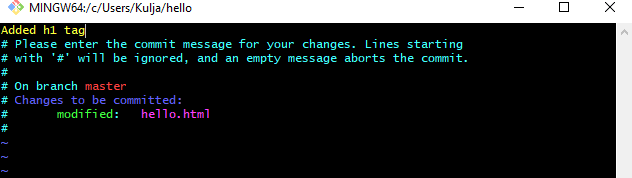 MINGW64:/c/Users/Kulja/hello
Added h1 tag
# Please enter the commit message for your changes. Lines starting
# with '#' will be ignored, and an empty message aborts the commit.
#
# On branch master
# Changes to be committed:
#       modified:   hello.html
#
~
~
~